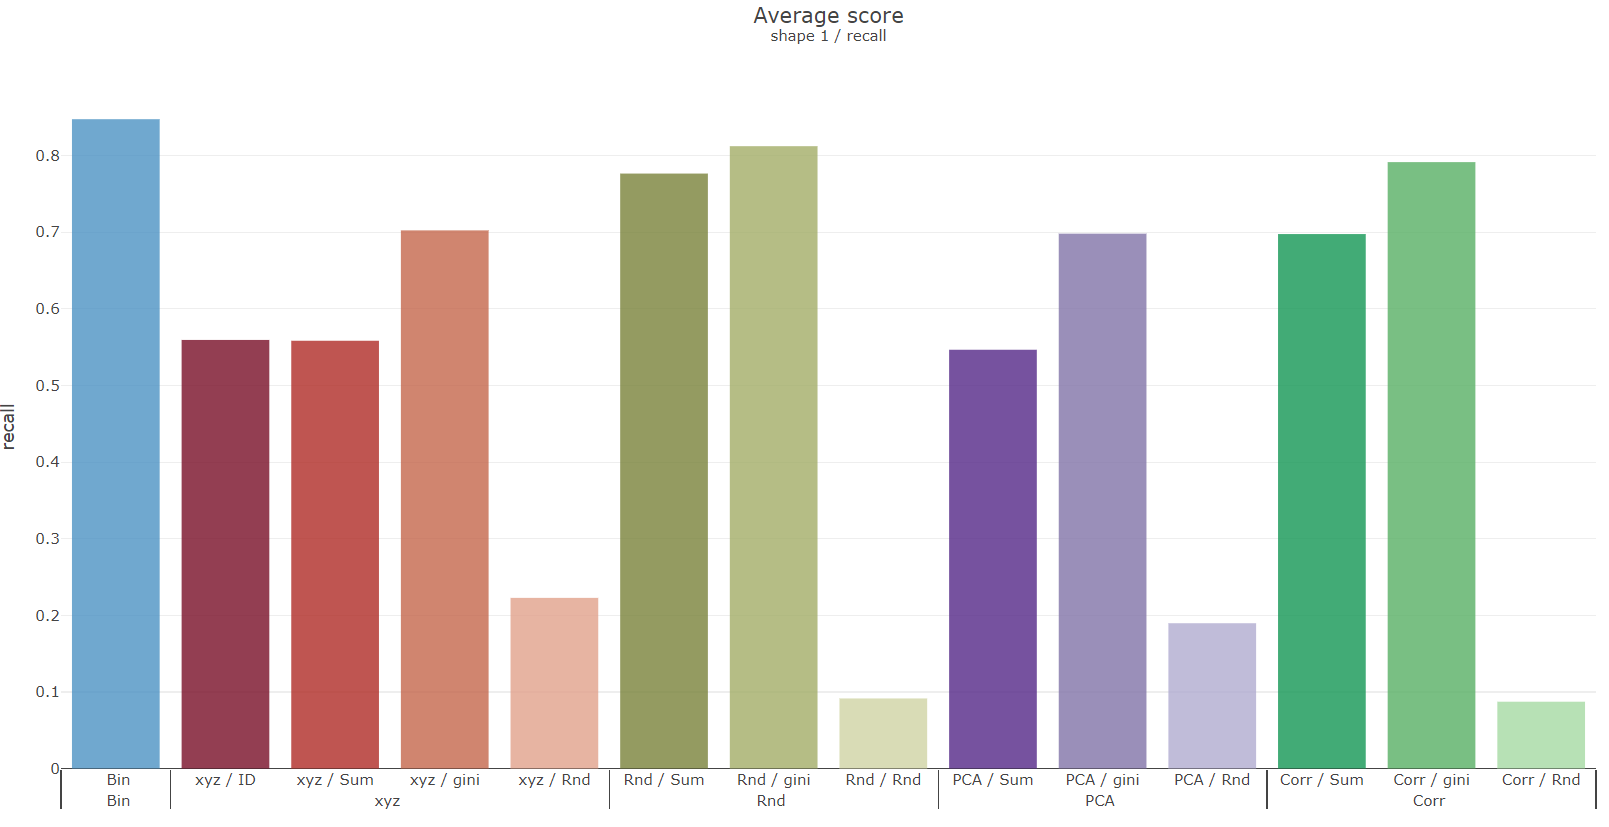 Average score
shape 1 / recall
recall
0.8
0.7
0.6
0.5
0.4
0.3
0.2
0.1
0
Bin xyz / ID xyz / Sum xyz / gini xyz / Rnd Rnd / Sum Rnd / gini Rnd / Rnd PCA / Sum PCA / gini PCA / Rnd Corr / Sum Corr / gini Corr / Rnd
Bin xyz Rnd PCA Corr